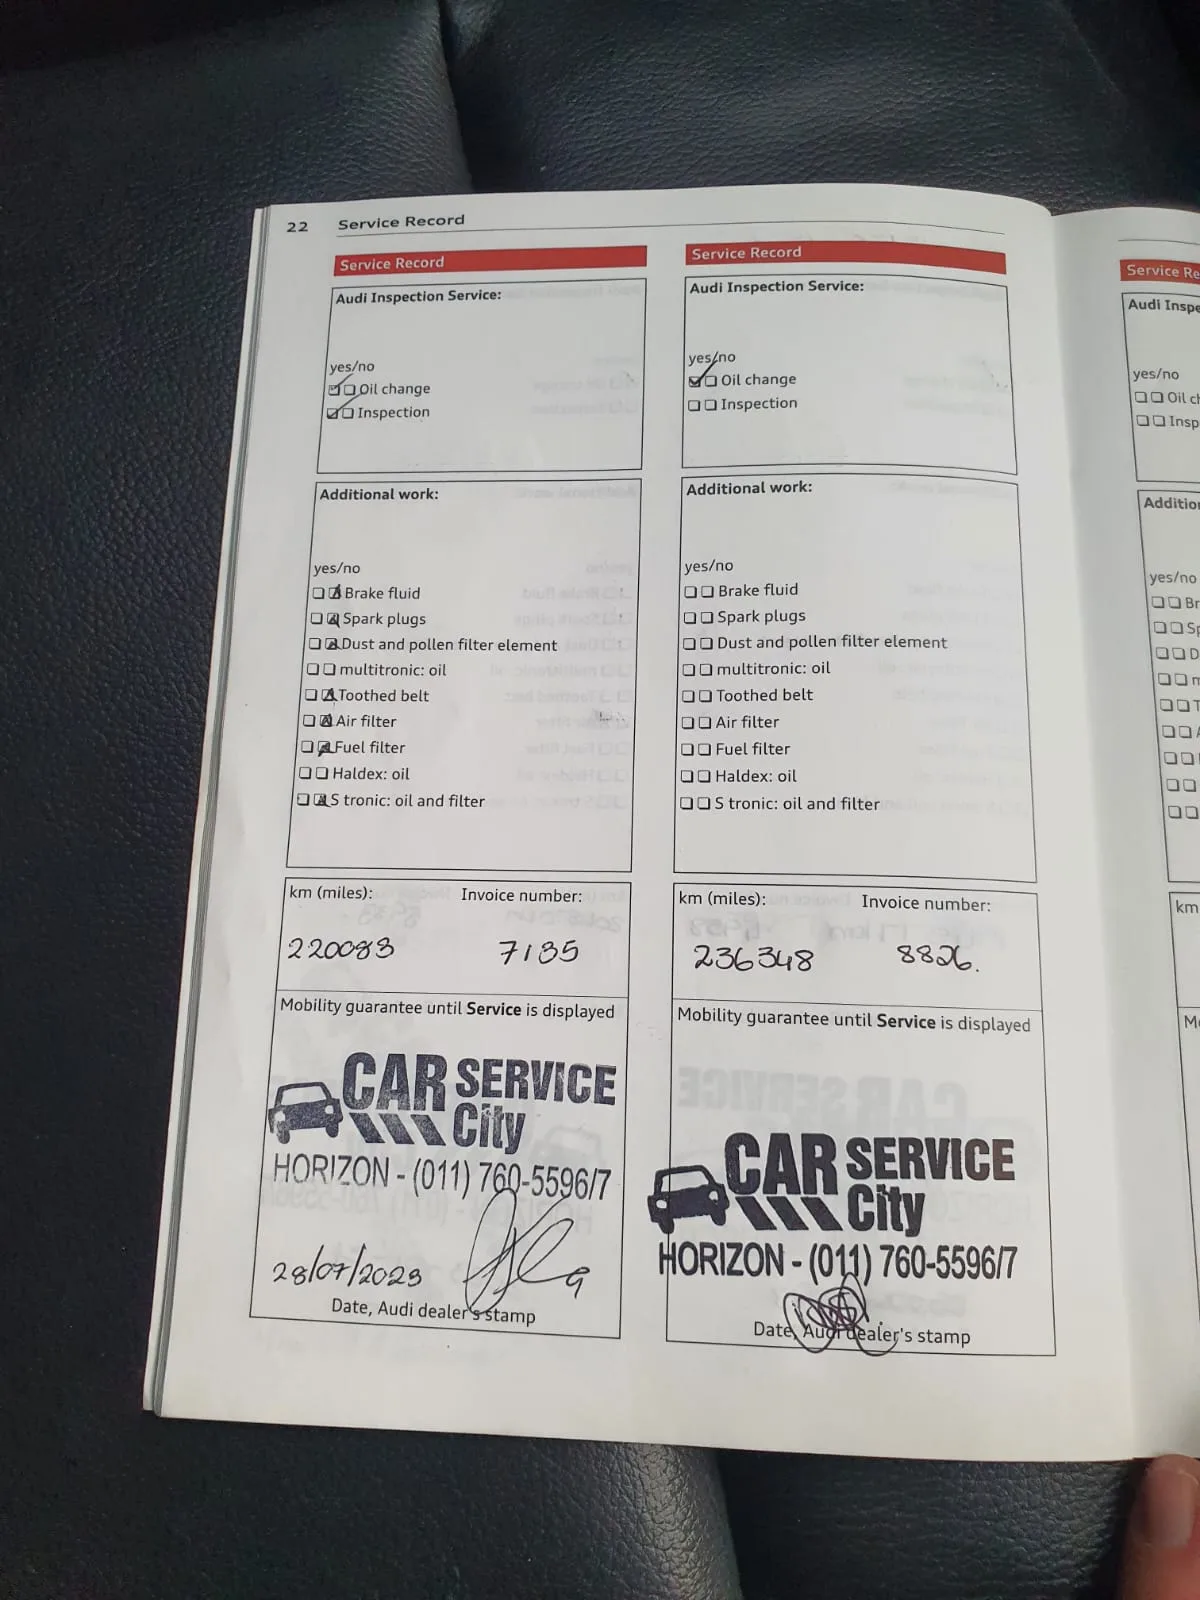 22 Service Record
Service Record
Audi Inspection Service:
yes/no
Oil change
Inspection
Additional work:
yes/no
Brake fluid
Spark plugs
Dust and pollen filter element
multitronic: oil
Toothed belt
Air filter
Fuel filter
Haldex: oil
S tronic: oil and filter
km (miles): Invoice number:
220083 7135
Mobility guarantee until Service is displayed
CAR SERVICE
City
HORIZON - (011) 760-5596/7
28/07/2023
Date, Audi dealer's stamp
Service Record
Audi Inspection Service:
yes/no
Oil change
Inspection
Additional work:
yes/no
Brake fluid
Spark plugs
Dust and pollen filter element
multitronic: oil
Toothed belt
Air filter
Fuel filter
Haldex: oil
S tronic: oil and filter
km (miles): Invoice number:
236348 8826.
Mobility guarantee until Service is displayed
CAR SERVICE
City
HORIZON - (011) 760-5596/7
Date, Audi dealer's stamp
Service Re
Audi Inspe
yes/no
Oil ch
Insp
Additio
yes/no
Br
Sp
D
m
T
km